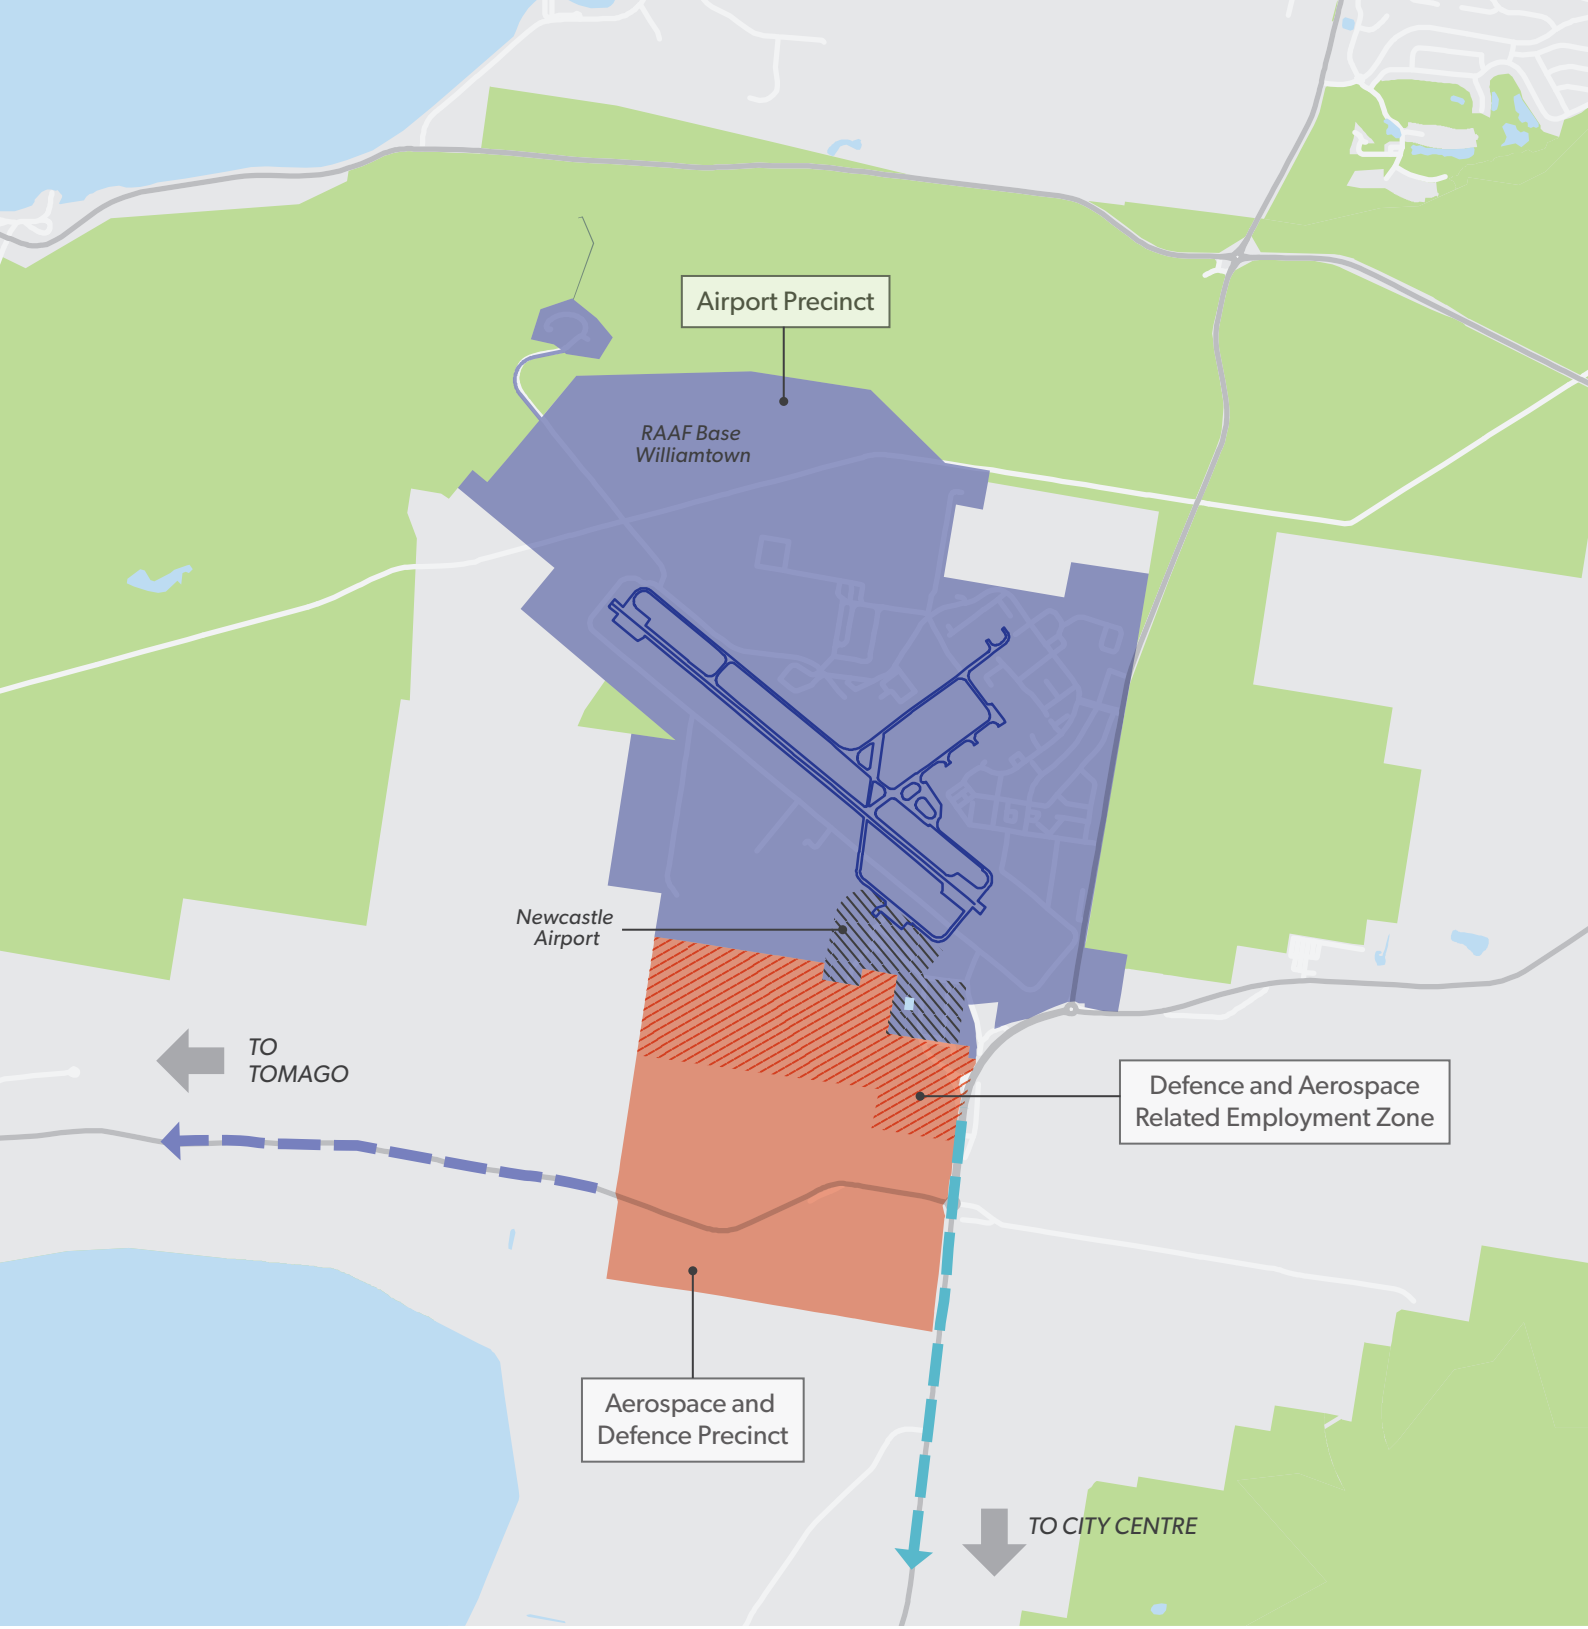 Airport Precinct
RAAF Base
Williamtown
Newcastle
Airport
TO
TOMAGO
Defence and Aerospace
Related Employment Zone
Aerospace and
Defence Precinct
TO CITY CENTRE